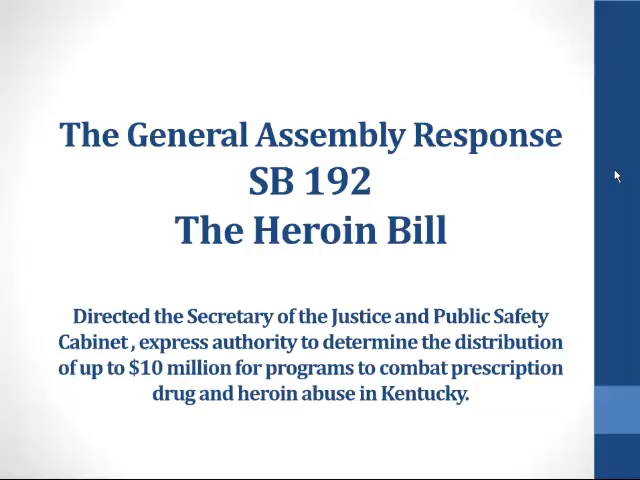 The General Assembly Response
SB 192
The Heroin Bill
Directed the Secretary of the Justice and Public Safety
Cabinet , express authority to determine the distribution
of up to $10 million for programs to combat prescription
drug and heroin abuse in Kentucky.